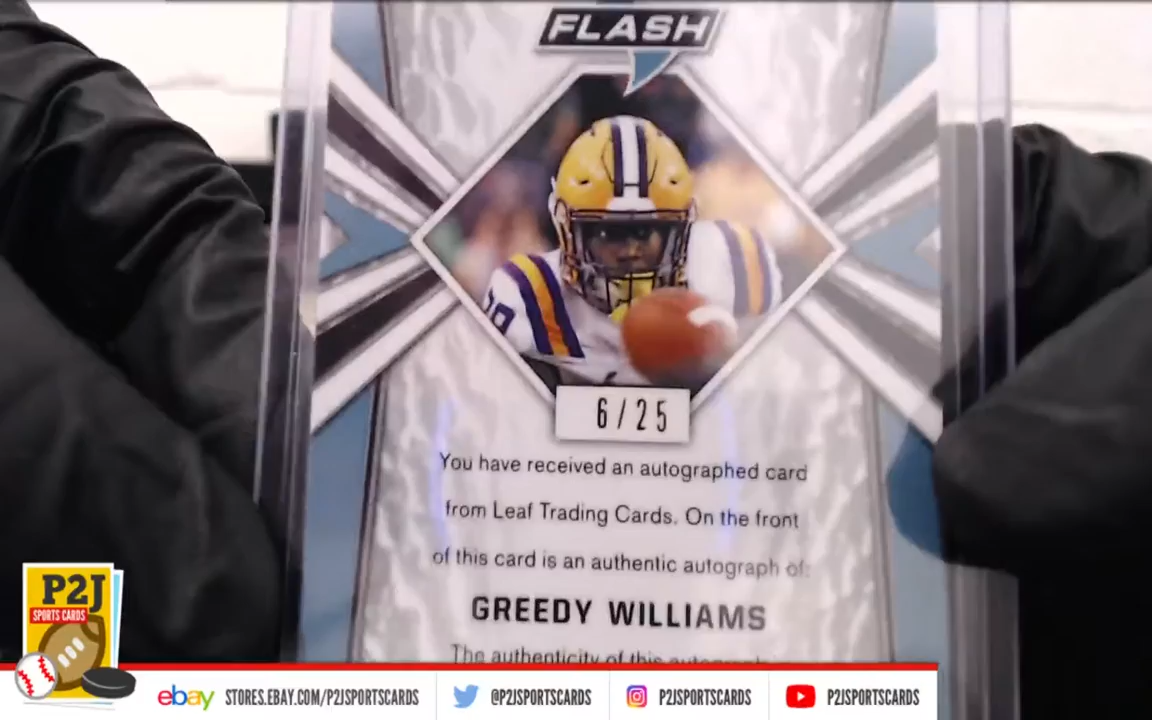 FLASH
6/25
You have received an autographed card
from Leaf Trading Cards. On the front
of this card is an authentic autograph of:
GREEDY WILLIAMS
The authenticity of this
P2J
SPORTS CARDS
ebay STORES.EBAY.COM/P2JSPORTSCARDS @P2JSPORTSCARDS P2JSPORTSCARDS P2JSPORTSCARDS